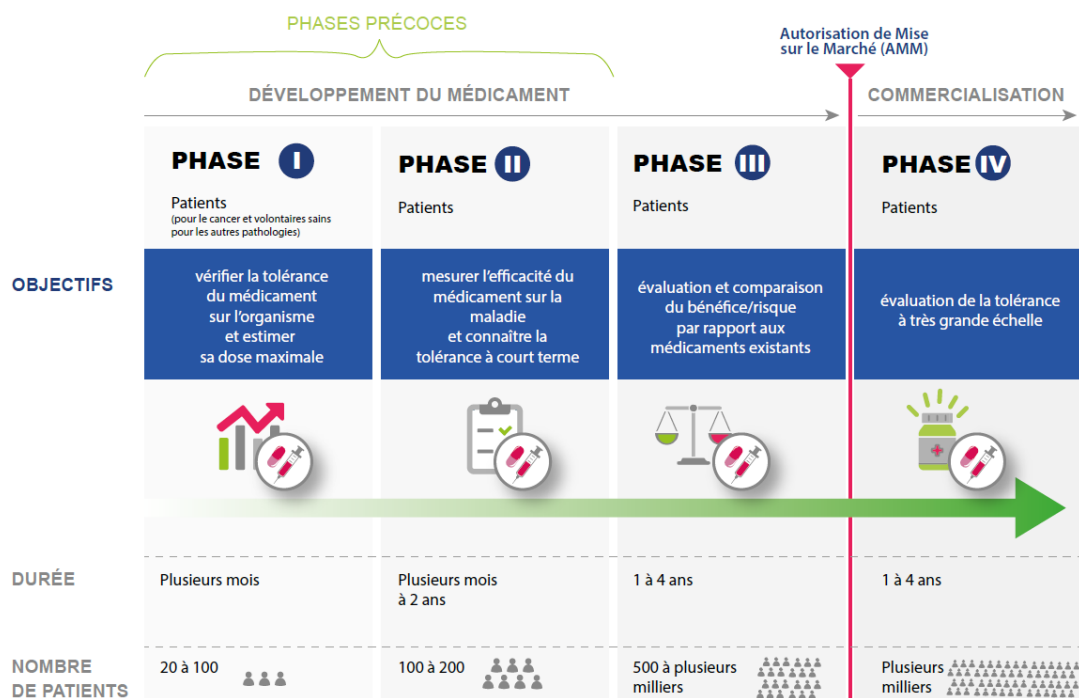 PHASES PRÉCOCES
Autorisation de Mise
sur le Marché (AMM)
DÉVELOPPEMENT DU MÉDICAMENT
COMMERCIALISATION
PHASE I
Patients
(pour le cancer et volontaires sains
pour les autres pathologies)
PHASE II
Patients
PHASE III
Patients
PHASE IV
Patients
OBJECTIFS
vérifier la tolérance
du médicament
sur l’organisme
et estimer
sa dose maximale
mesurer l’efficacité du
médicament sur la
maladie
et connaître la
tolérance à court terme
évaluation et comparaison
du bénéfice/risque
par rapport aux
médicaments existants
évaluation de la tolérance
à très grande échelle
DURÉE
Plusieurs mois
Plusieurs mois
à 2 ans
1 à 4 ans
1 à 4 ans
NOMBRE
DE PATIENTS
20 à 100
100 à 200
500 à plusieurs
milliers
Plusieurs
milliers